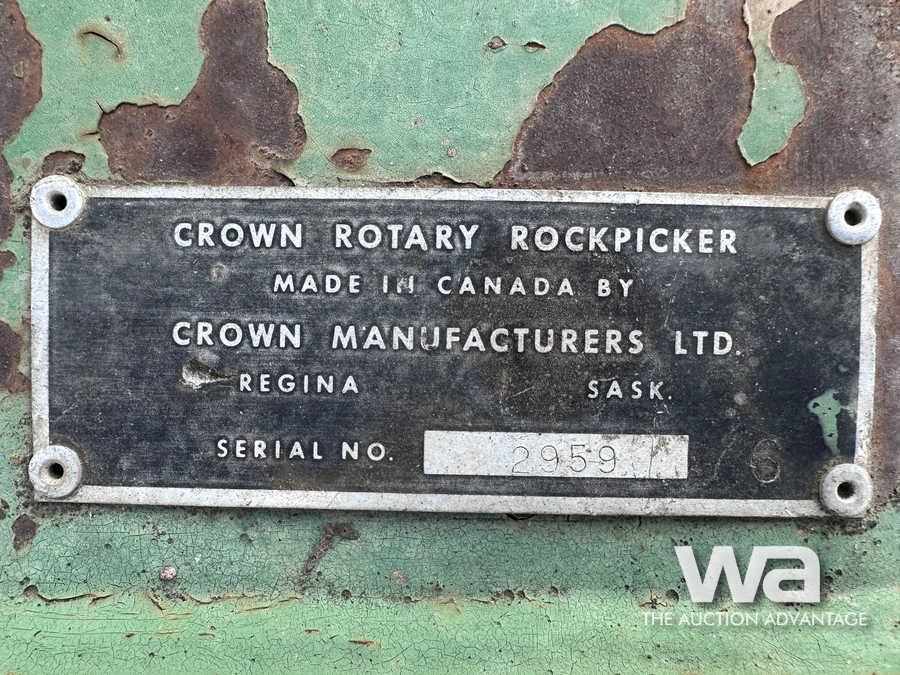 CROWN ROTARY ROCKPICKER
MADE IN CANADA BY
CROWN MANUFACTURERS LTD.
REGINA SASK.
SERIAL NO. 2959 6
wa
THE AUCTION ADVANTAGE